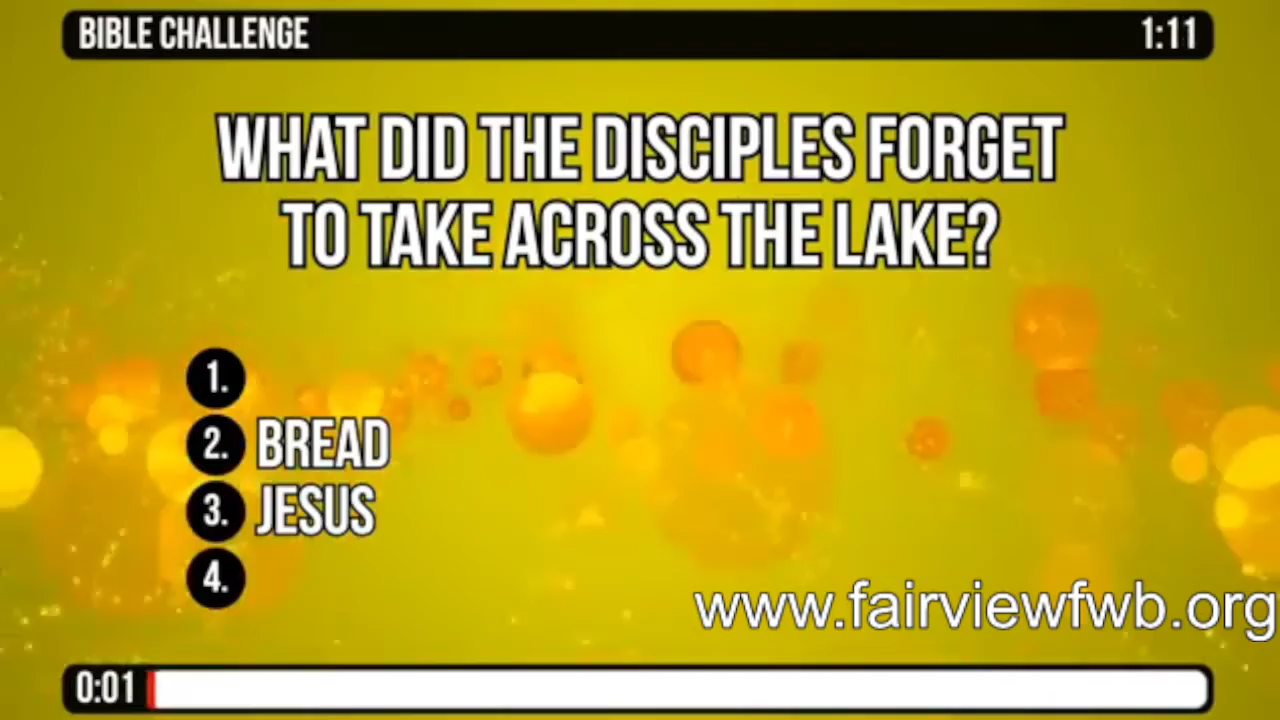 BIBLE CHALLENGE
1:11
WHAT DID THE DISCIPLES FORGET
TO TAKE ACROSS THE LAKE?
1.
2. BREAD
3. JESUS
4.
www.fairviewfwb.org
0:01